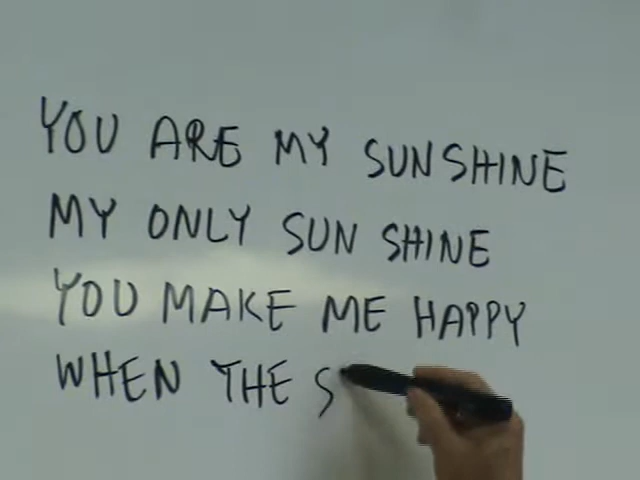 YOU ARE MY SUNSHINE
MY ONLY SUN SHINE
YOU MAKE ME HAPPY
WHEN THE S